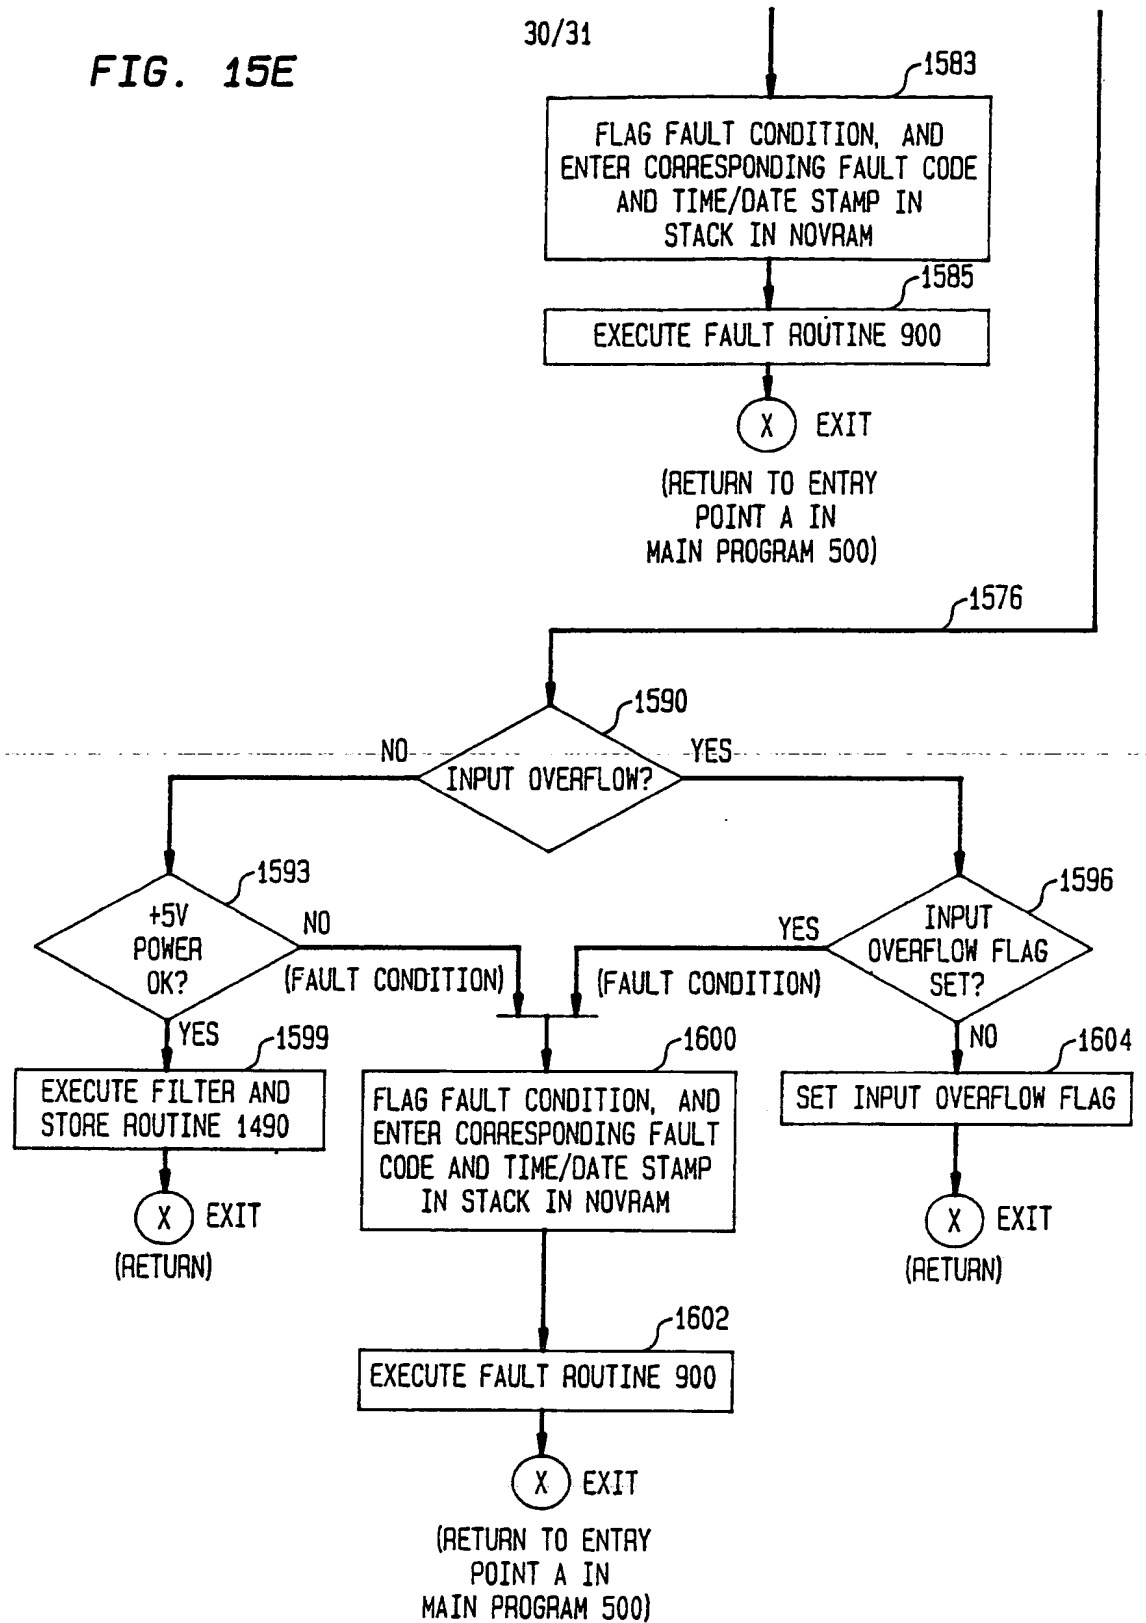 30/31
FIG. 15E
1583
FLAG FAULT CONDITION, AND
ENTER CORRESPONDING FAULT CODE
AND TIME/DATE STAMP IN
STACK IN NOVRAM
1585
EXECUTE FAULT ROUTINE 900
X EXIT
(RETURN TO ENTRY
POINT A IN
MAIN PROGRAM 500)
1576
1590
NO
YES
INPUT OVERFLOW?
1593
+5V
POWER
OK?
NO
(FAULT CONDITION)
YES
1596
INPUT
OVERFLOW FLAG
SET?
YES
(FAULT CONDITION)
NO
1599
EXECUTE FILTER AND
STORE ROUTINE 1490
X EXIT
(RETURN)
1600
FLAG FAULT CONDITION, AND
ENTER CORRESPONDING FAULT
CODE AND TIME/DATE STAMP
IN STACK IN NOVRAM
1604
SET INPUT OVERFLOW FLAG
X EXIT
(RETURN)
1602
EXECUTE FAULT ROUTINE 900
X EXIT
(RETURN TO ENTRY
POINT A IN
MAIN PROGRAM 500)